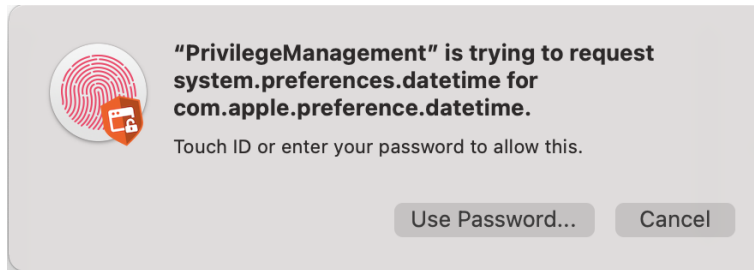 “PrivilegeManagement” is trying to request
system.preferences.datetime for
com.apple.preference.datetime.
Touch ID or enter your password to allow this.
Use Password...
Cancel